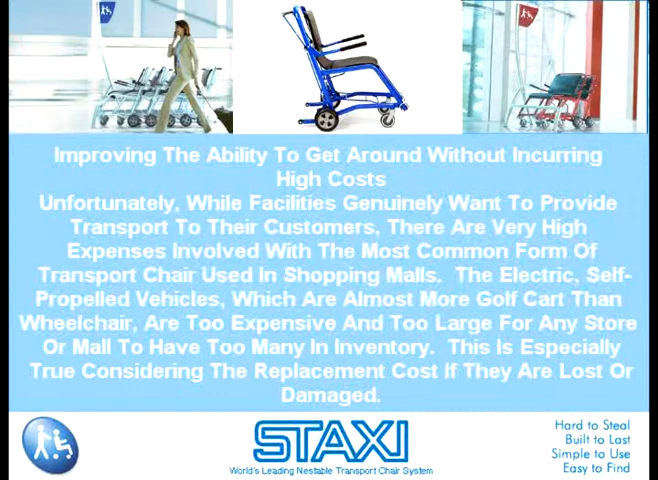 Improving The Ability To Get Around Without Incurring
High Costs
Unfortunately, While Facilities Genuinely Want To Provide
Transport To Their Customers, There Are Very High
Expenses Involved With The Most Common Form Of
Transport Chair Used In Shopping Malls.  The Electric, Self-
Propelled Vehicles, Which Are Almost More Golf Cart Than
Wheelchair, Are Too Expensive And Too Large For Any Store
Or Mall To Have Too Many In Inventory.  This Is Especially
True Considering The Replacement Cost If They Are Lost Or
Damaged.
STAXI
World's Leading Nestable Transport Chair System
Hard to Steal
Built to Last
Simple to Use
Easy to Find